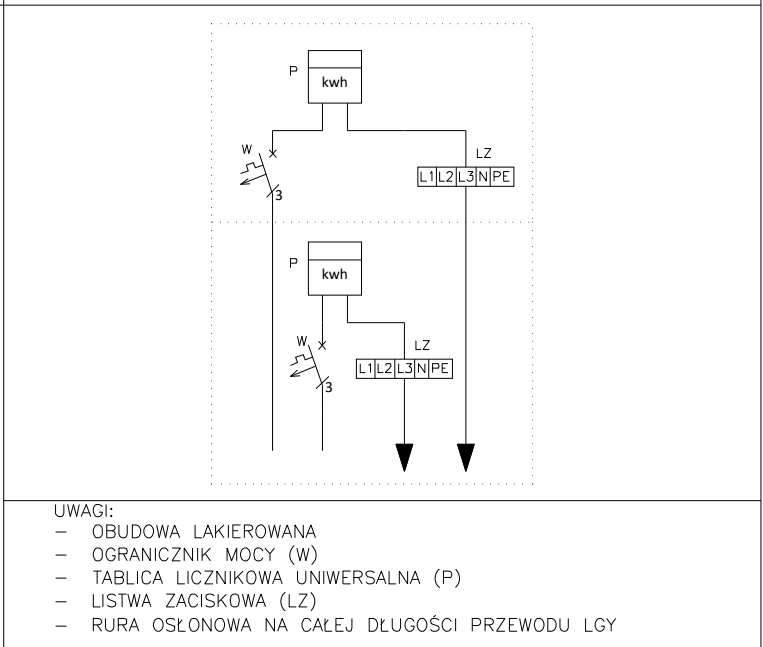 P
kwh
W
3
LZ
L1 L2 L3 N PE
P
kwh
W
3
LZ
L1 L2 L3 N PE
UWAGI:
– OBUDOWA LAKIEROWANA
– OGRANICZNIK MOCY (W)
– TABLICA LICZNIKOWA UNIWERSALNA (P)
– LISTWA ZACISKOWA (LZ)
– RURA OSŁONOWA NA CAŁEJ DŁUGOŚCI PRZEWODU LGY